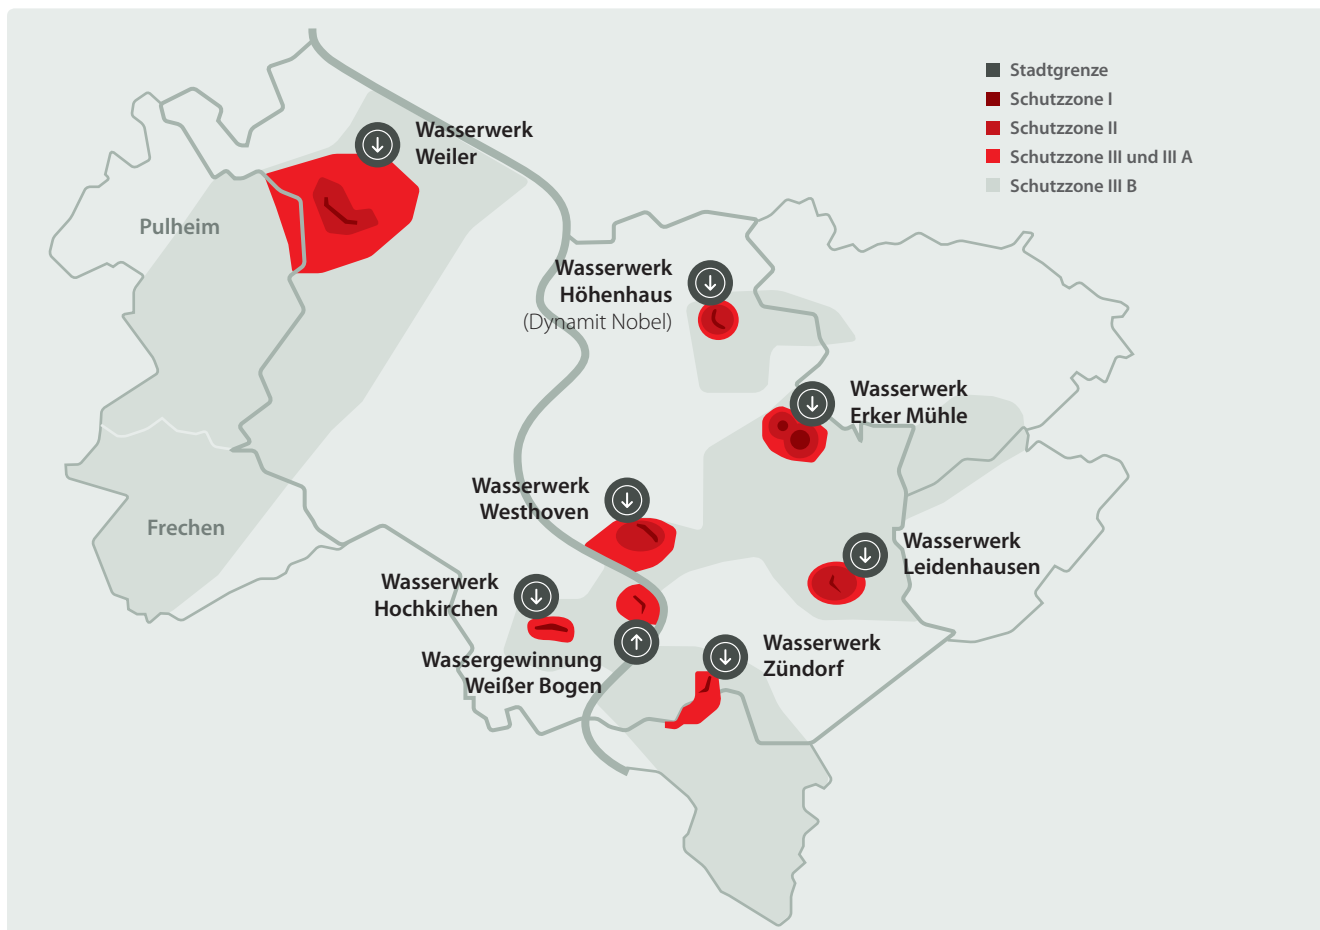 Stadtgrenze
Schutzzone I
Schutzzone II
Schutzzone III und III A
Schutzzone III B
Wasserwerk
Weiler
Pulheim
Wasserwerk
Höhenhaus
(Dynamit Nobel)
Wasserwerk
Erker Mühle
Wasserwerk
Westhoven
Frechen
Wasserwerk
Leidenhausen
Wasserwerk
Hochkirchen
Wassergewinnung
Weißer Bogen
Wasserwerk
Zündorf